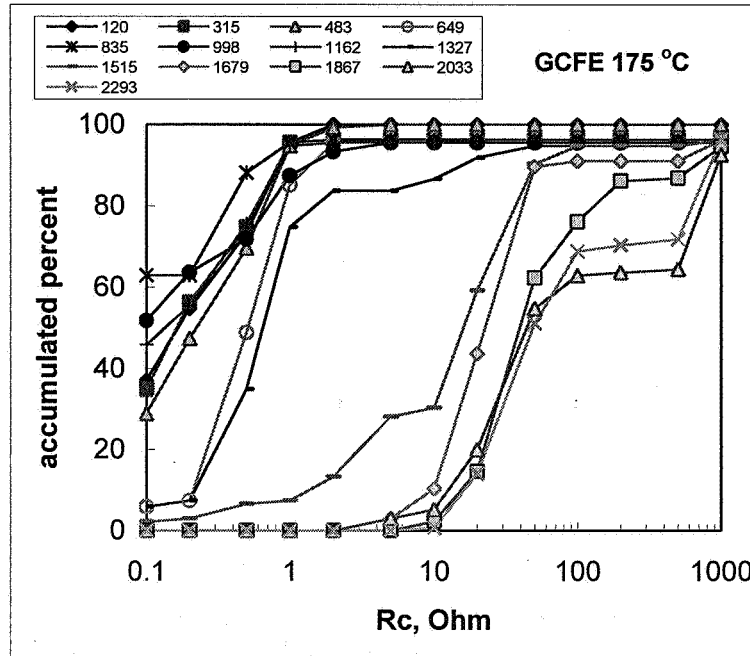 120 315 483 649
835 998 1162 1327
1515 1679 1867 2033
2293
GCFE 175 °C
100
80
60
40
20
0
accumulated percent
0.1 1 10 100 1000
Rc, Ohm